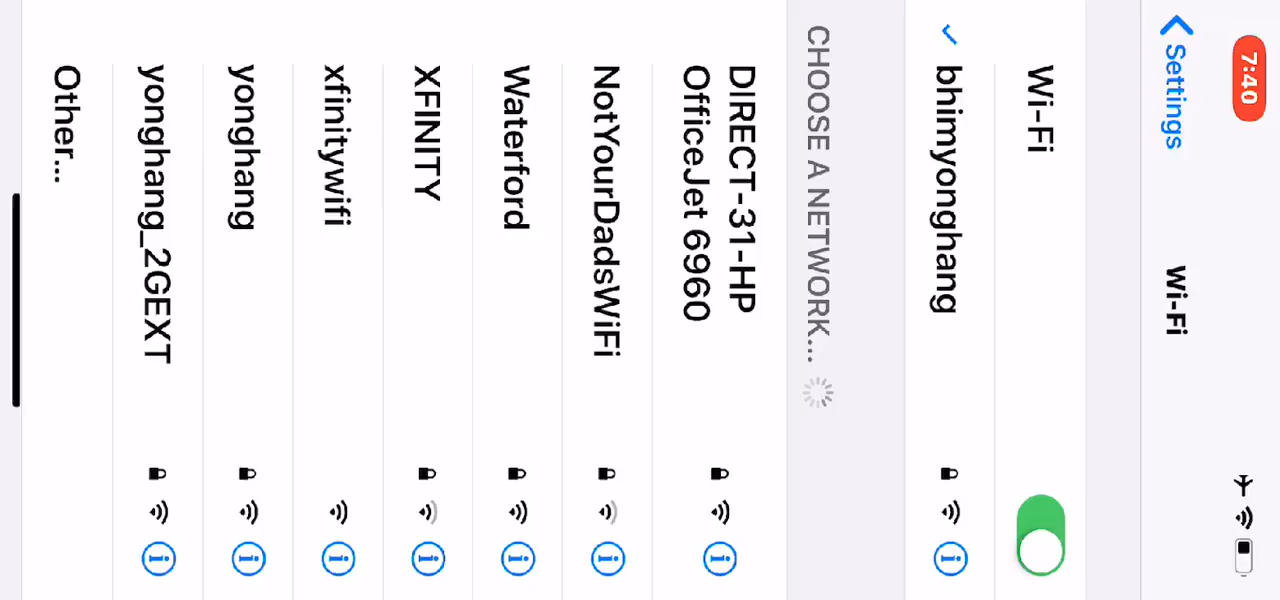 7:40
Settings
Wi-Fi
Wi-Fi
bhimyonghang
CHOOSE A NETWORK...
DIRECT-31-HP
OfficeJet 6960
NotYourDadsWiFi
Waterford
XFINITY
xfinitywifi
yonghang
yonghang_2GEXT
Other...